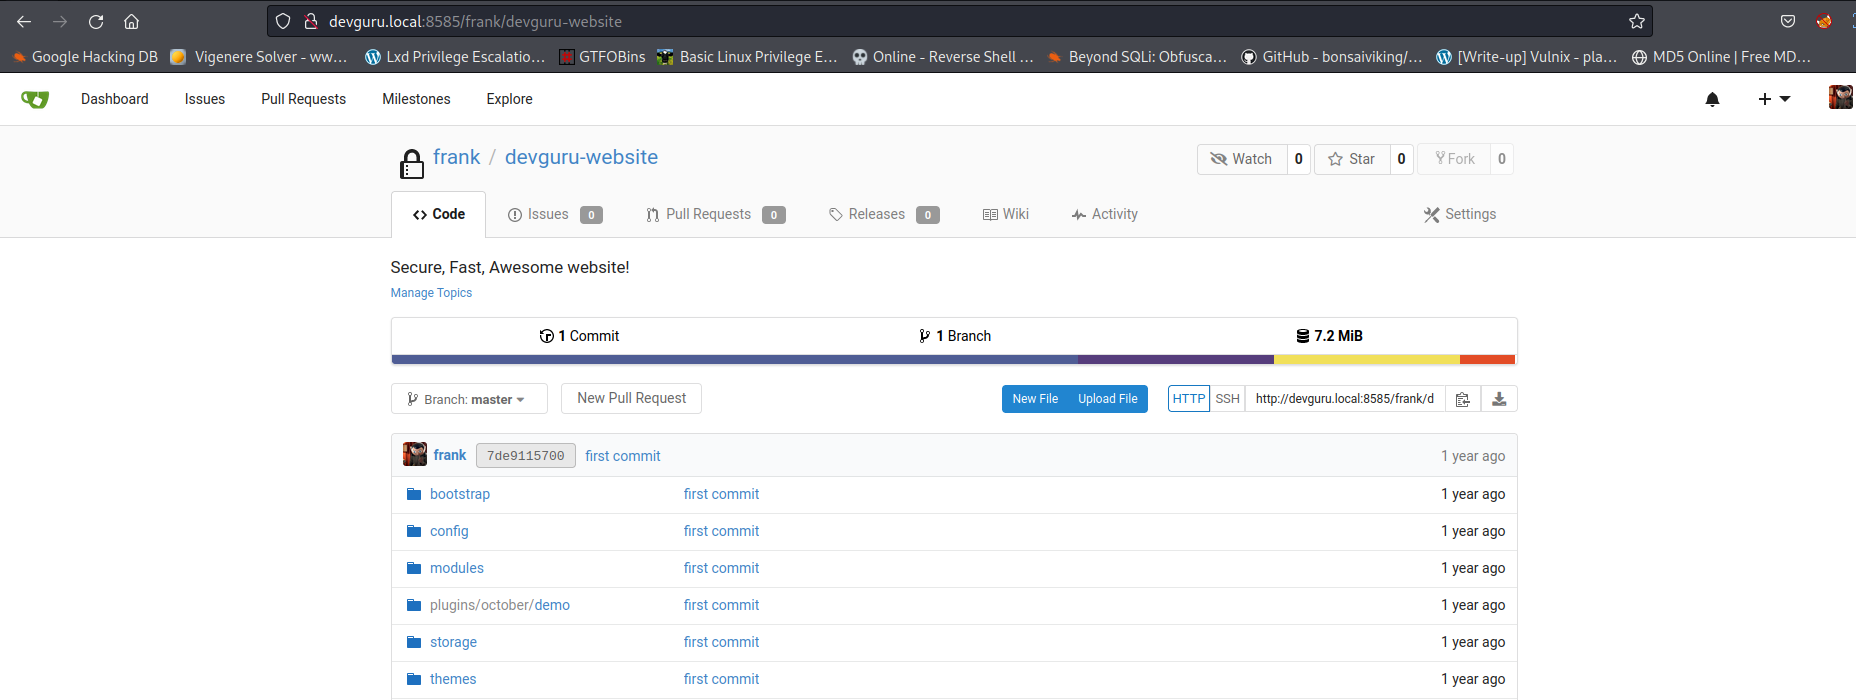 devguru.local:8585/frank/devguru-website
Google Hacking DB Vigenere Solver - ww... Lxd Privilege Escalatio... GTFOBins Basic Linux Privilege E... Online - Reverse Shell ... Beyond SQLi: Obfusca... GitHub - bonsaiviking/... [Write-up] Vulnix - pla... MD5 Online | Free MD...
Dashboard Issues Pull Requests Milestones Explore
frank / devguru-website Watch 0 Star 0 Fork 0
Code Issues 0 Pull Requests 0 Releases 0 Wiki Activity Settings
Secure, Fast, Awesome website!
Manage Topics
1 Commit 1 Branch 7.2 MiB
Branch: master New Pull Request New File Upload File HTTP SSH http://devguru.local:8585/frank/d
frank 7de9115700 first commit 1 year ago
bootstrap first commit 1 year ago
config first commit 1 year ago
modules first commit 1 year ago
plugins/october/demo first commit 1 year ago
storage first commit 1 year ago
themes first commit 1 year ago